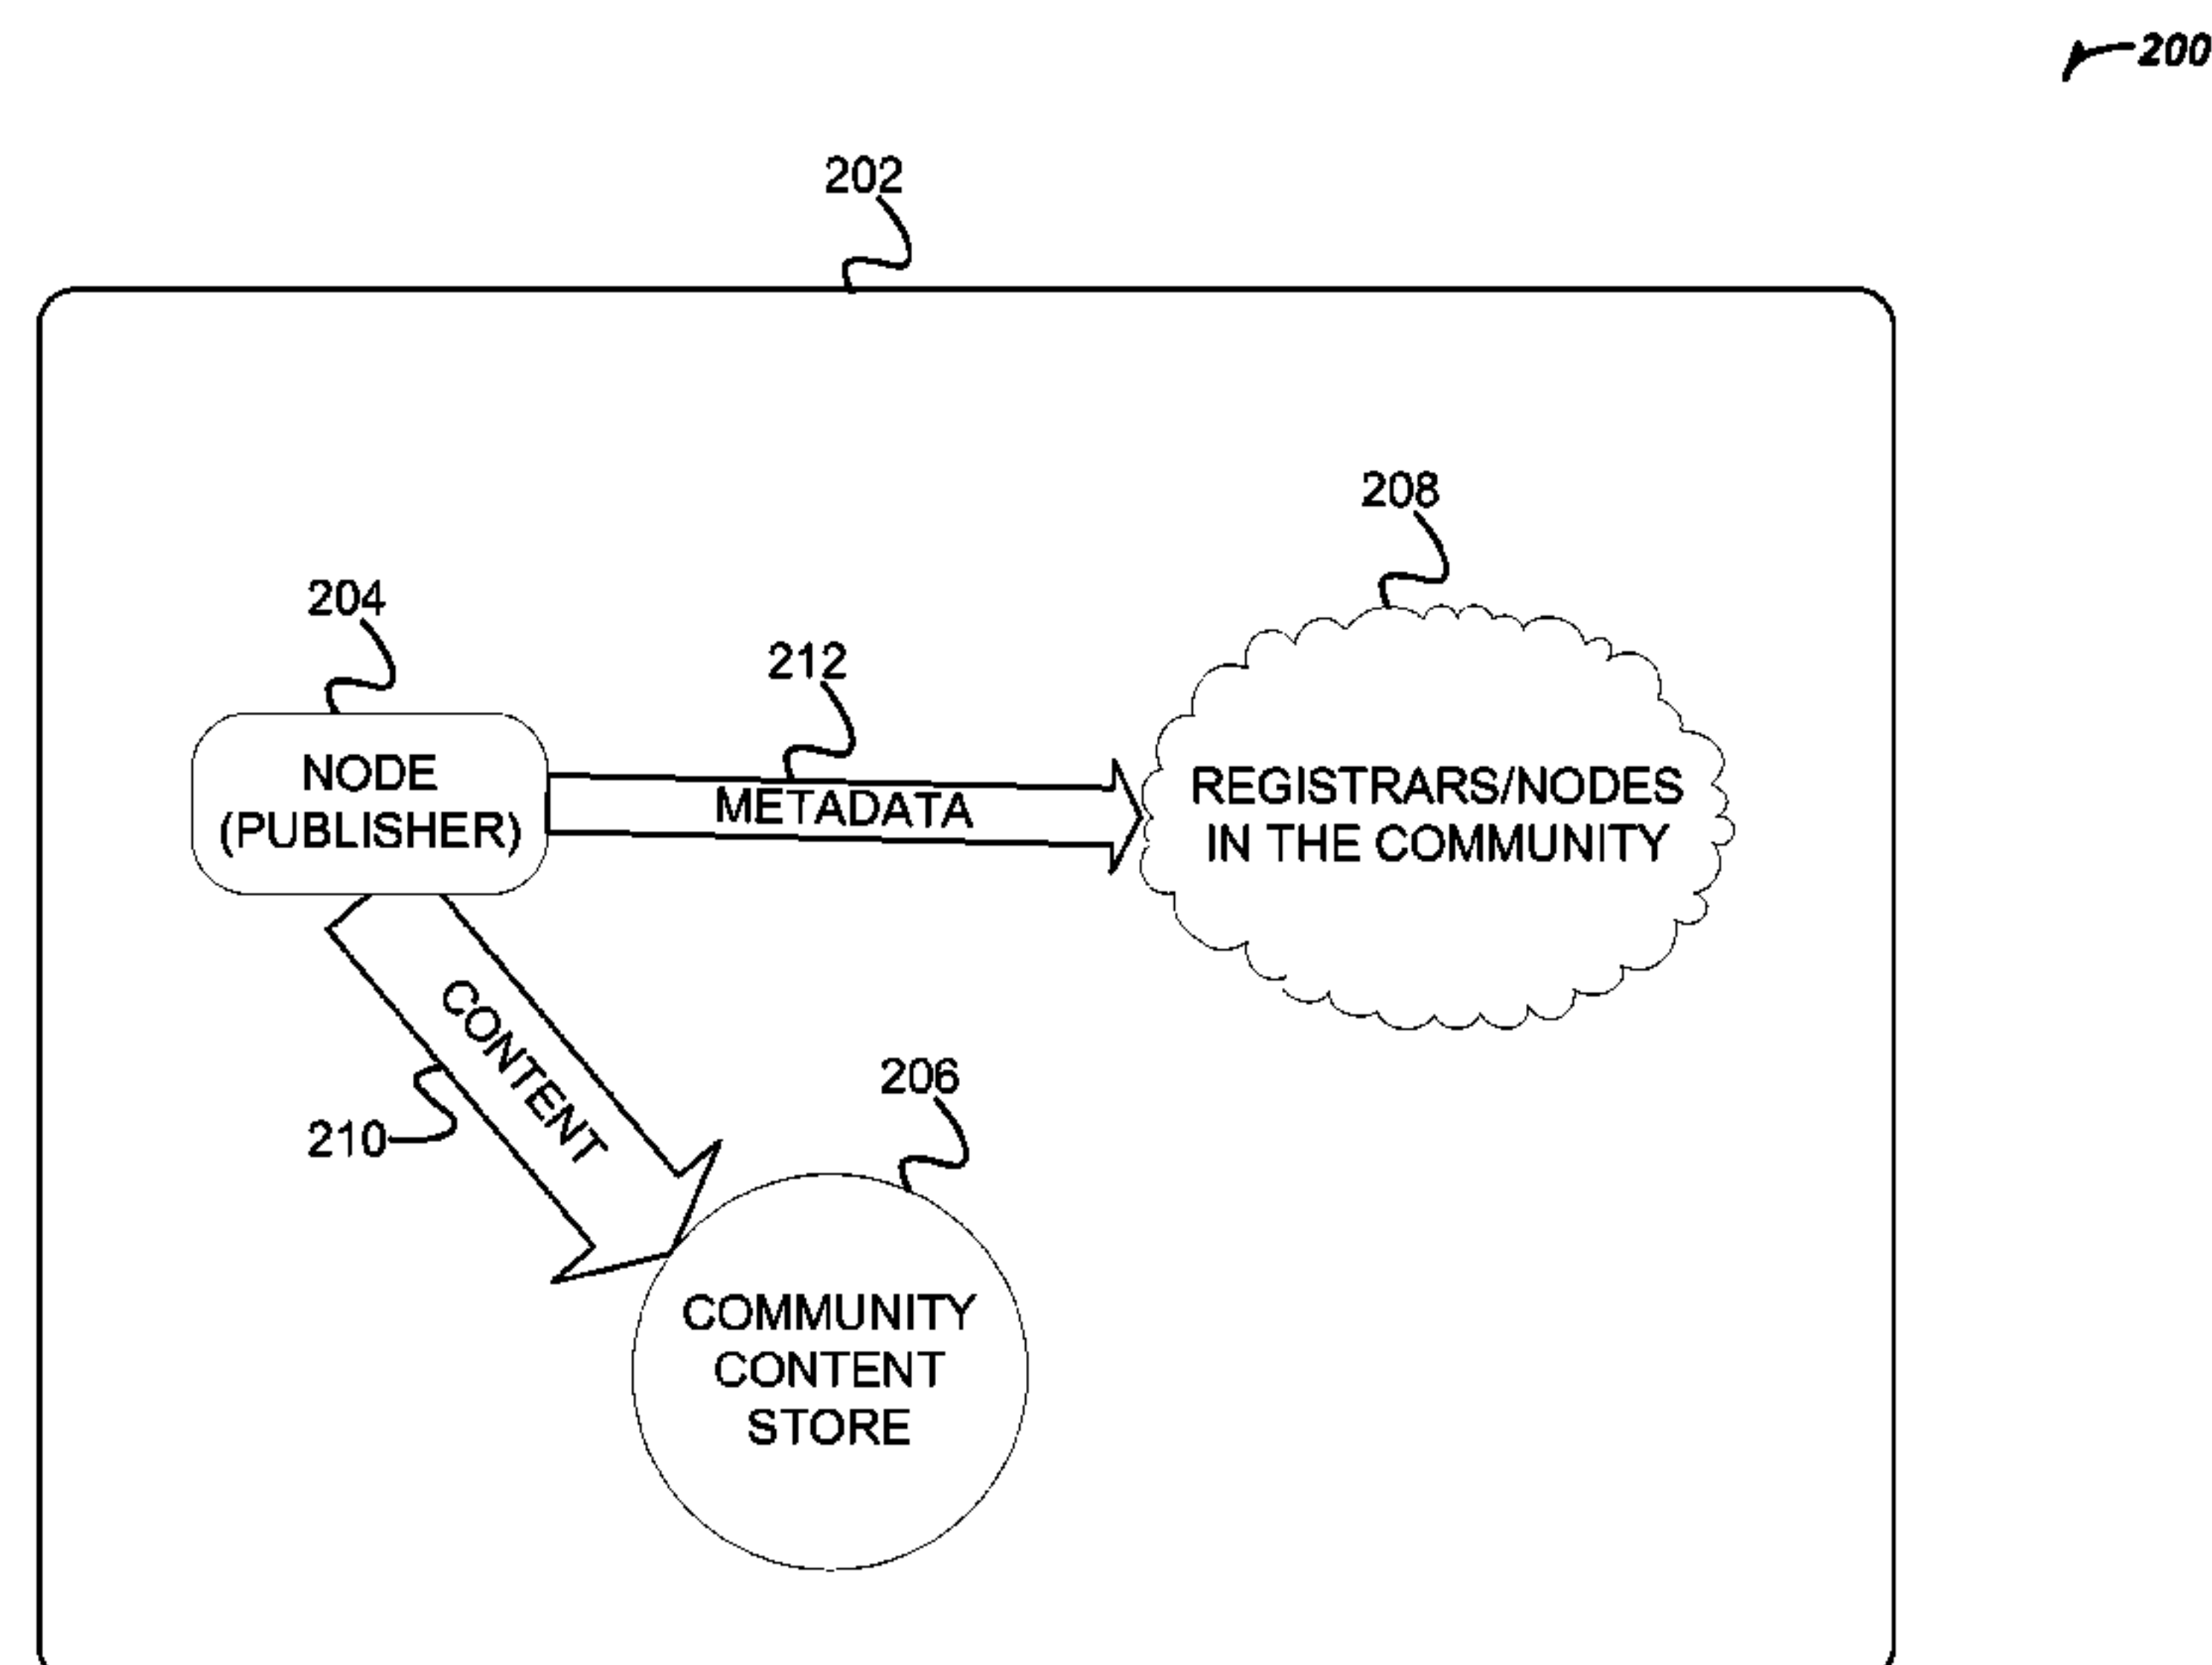 200
202
208
204
212
NODE
(PUBLISHER)
METADATA
REGISTRARS/NODES
IN THE COMMUNITY
CONTENT
206
210
COMMUNITY
CONTENT
STORE